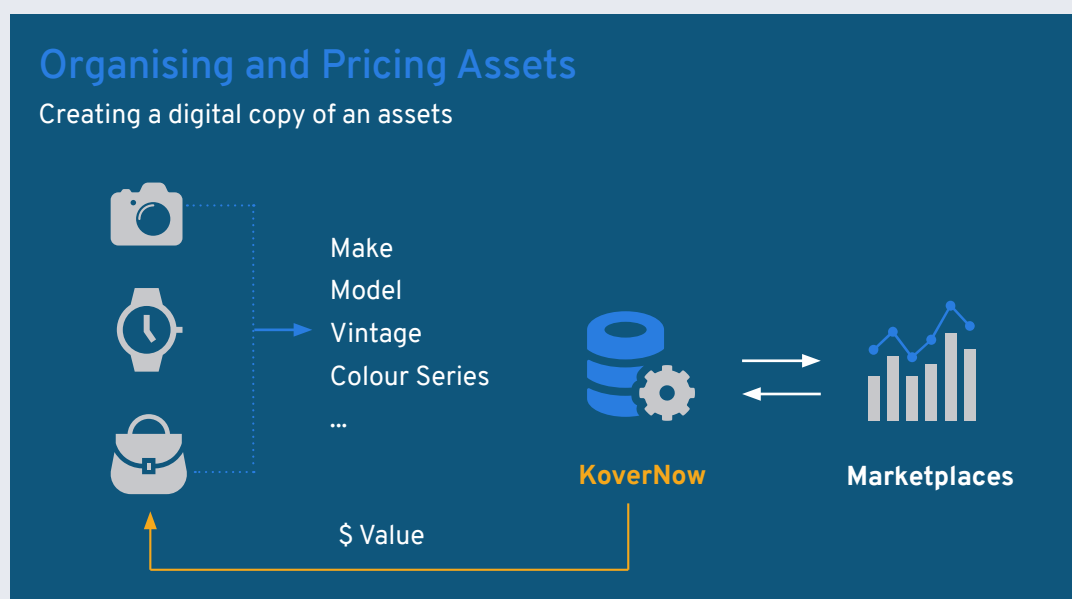 Organising and Pricing Assets
Creating a digital copy of an assets
Make
Model
Vintage
Colour Series
...
KoverNow
Marketplaces
$ Value